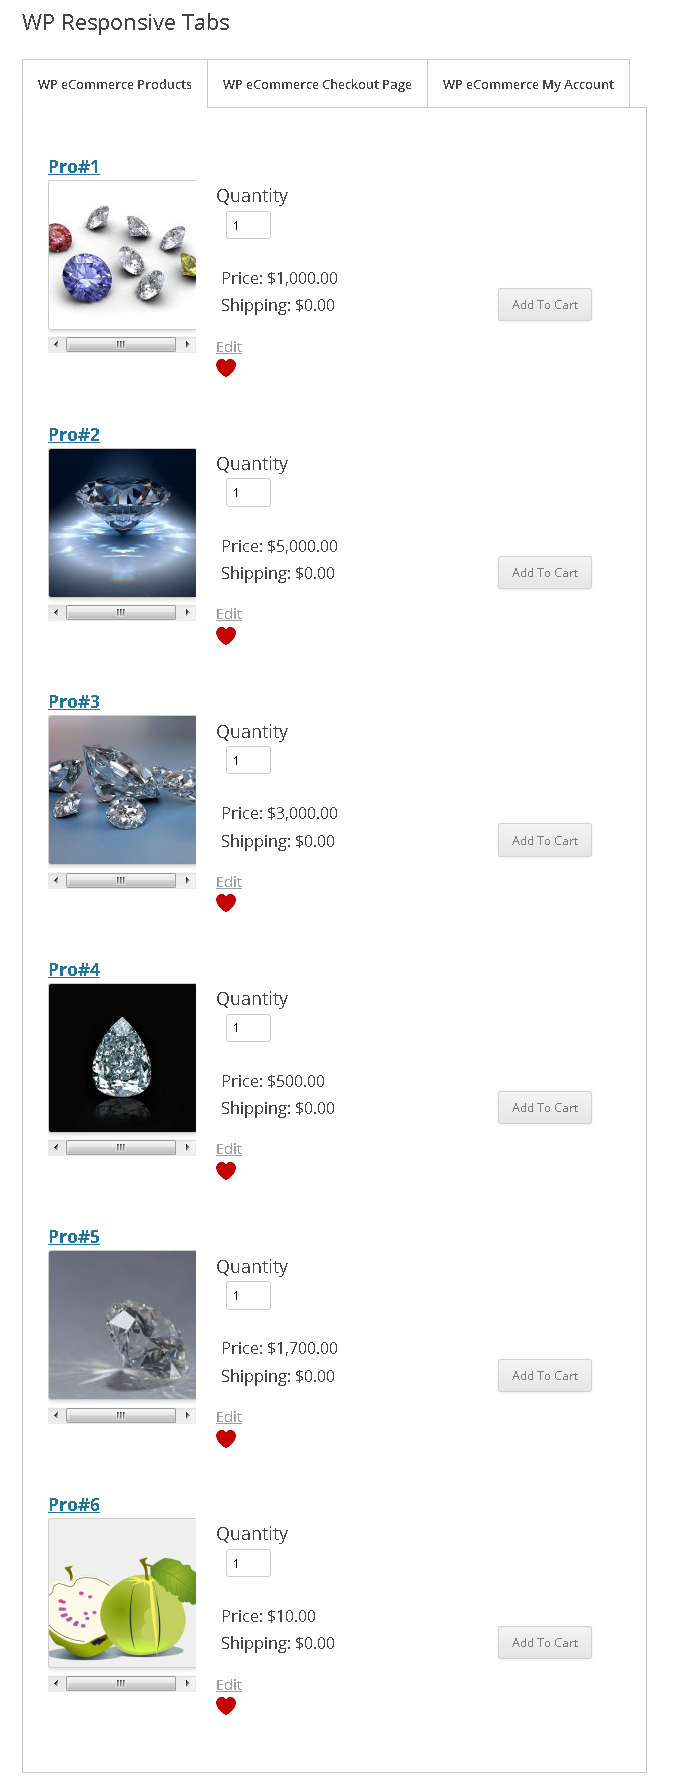 WP Responsive Tabs
WP eCommerce Products
WP eCommerce Checkout Page
WP eCommerce My Account
Pro#1
Quantity
1
Price: $1,000.00
Shipping: $0.00
Add To Cart
Edit
Pro#2
Quantity
1
Price: $5,000.00
Shipping: $0.00
Add To Cart
Edit
Pro#3
Quantity
1
Price: $3,000.00
Shipping: $0.00
Add To Cart
Edit
Pro#4
Quantity
1
Price: $500.00
Shipping: $0.00
Add To Cart
Edit
Pro#5
Quantity
1
Price: $1,700.00
Shipping: $0.00
Add To Cart
Edit
Pro#6
Quantity
1
Price: $10.00
Shipping: $0.00
Add To Cart
Edit